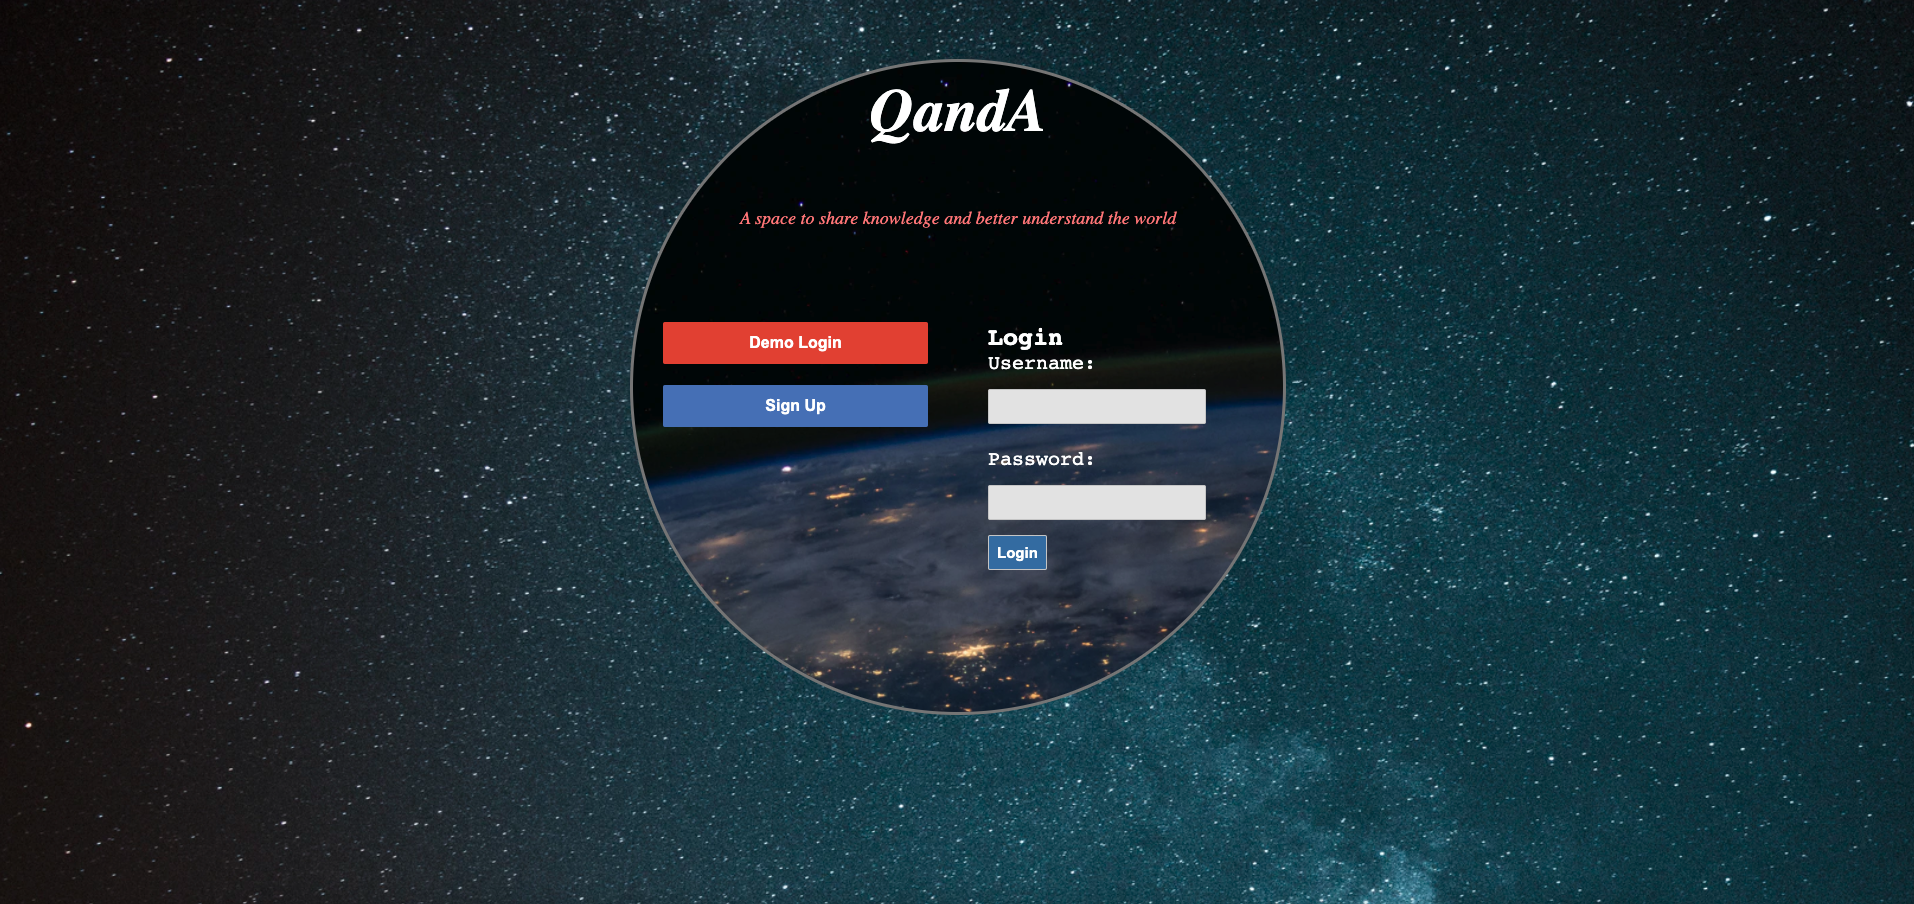 QandA
A space to share knowledge and better understand the world
Demo Login
Sign Up
Login
Username:
Password:
Login